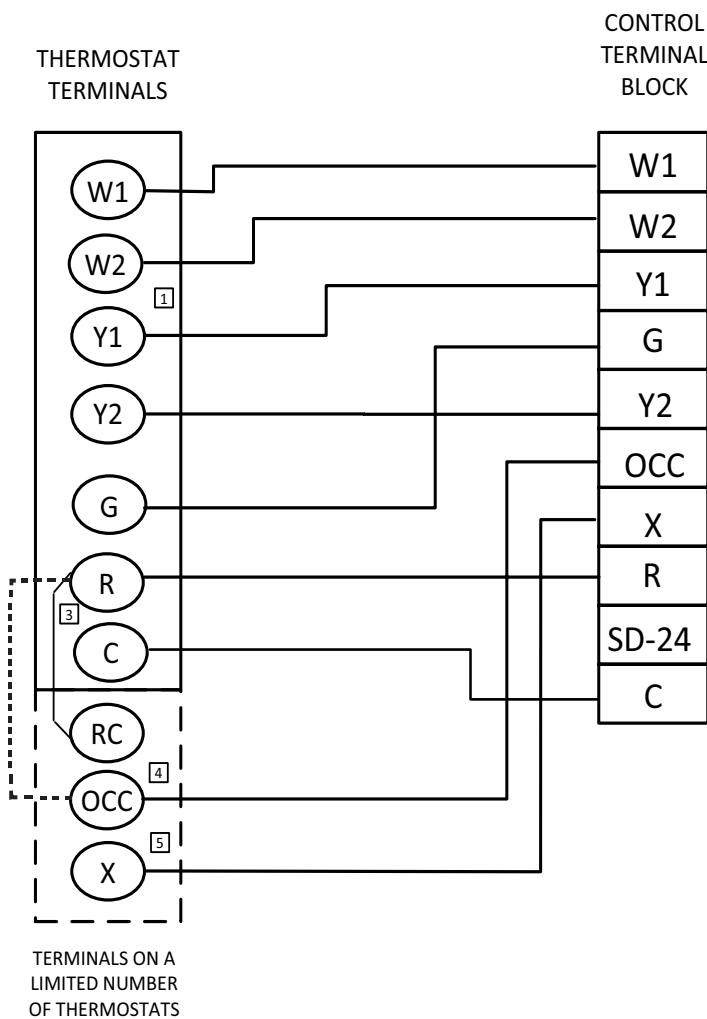 THERMOSTAT
TERMINALS
CONTROL
TERMINAL
BLOCK
W1
W2
1
Y1
Y2
G
R
3
C
RC
4
OCC
5
X
W1
W2
Y1
G
Y2
OCC
X
R
SD-24
C
TERMINALS ON A
LIMITED NUMBER
OF THERMOSTATS